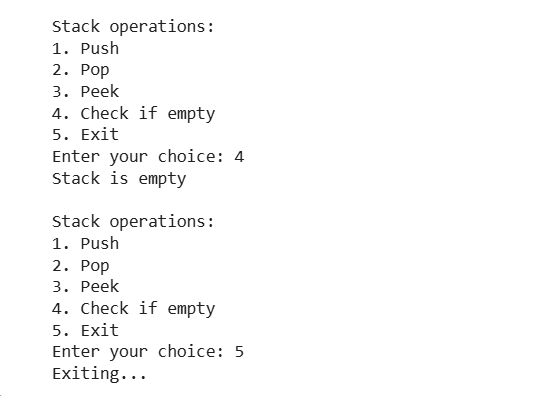 Stack operations:
1. Push
2. Pop
3. Peek
4. Check if empty
5. Exit
Enter your choice: 4
Stack is empty

Stack operations:
1. Push
2. Pop
3. Peek
4. Check if empty
5. Exit
Enter your choice: 5
Exiting...